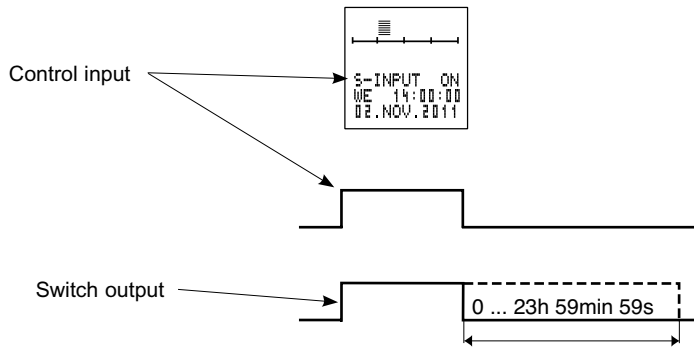 Control input
S-INPUT ON
WE 14:00:00
02.NOV.2011
Switch output
0 ... 23h 59min 59s